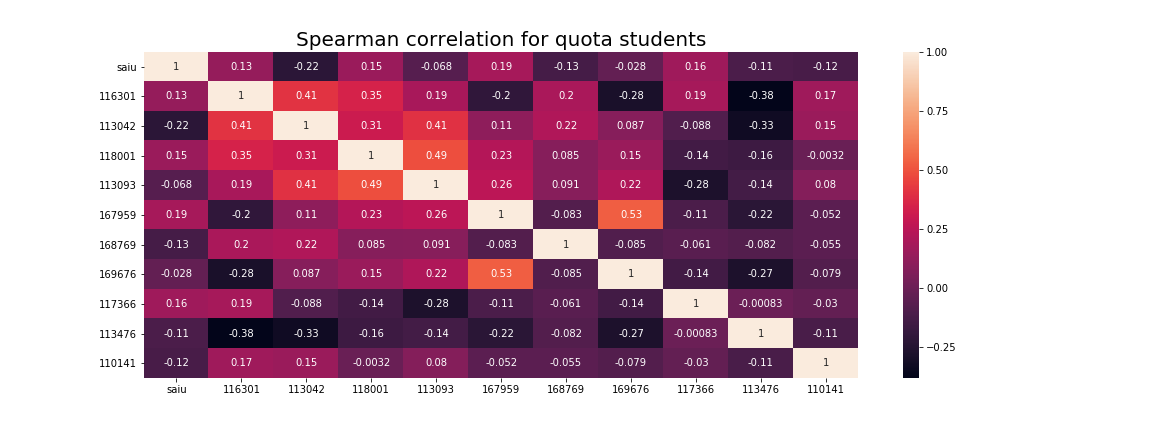 Spearman correlation for quota students
saiu 1 0.13 -0.22 0.15 -0.068 0.19 -0.13 -0.028 0.16 -0.11 -0.12
116301 0.13 1 0.41 0.35 0.19 -0.2 0.2 -0.28 0.19 -0.38 0.17
113042 -0.22 0.41 1 0.31 0.41 0.11 0.22 0.087 -0.088 -0.33 0.15
118001 0.15 0.35 0.31 1 0.49 0.23 0.085 0.15 -0.14 -0.16 -0.0032
113093 -0.068 0.19 0.41 0.49 1 0.26 0.091 0.22 -0.28 -0.14 0.08
167959 0.19 -0.2 0.11 0.23 0.26 1 -0.083 0.53 -0.11 -0.22 -0.052
168769 -0.13 0.2 0.22 0.085 0.091 -0.083 1 -0.085 -0.061 -0.082 -0.055
169676 -0.028 -0.28 0.087 0.15 0.22 0.53 -0.085 1 -0.14 -0.27 -0.079
117366 0.16 0.19 -0.088 -0.14 -0.28 -0.11 -0.061 -0.14 1 -0.00083 -0.03
113476 -0.11 -0.38 -0.33 -0.16 -0.14 -0.22 -0.082 -0.27 -0.00083 1 -0.11
110141 -0.12 0.17 0.15 -0.0032 0.08 -0.052 -0.055 -0.079 -0.03 -0.11 1
saiu 116301 113042 118001 113093 167959 168769 169676 117366 113476 110141
1.00
0.75
0.50
0.25
0.00
−0.25